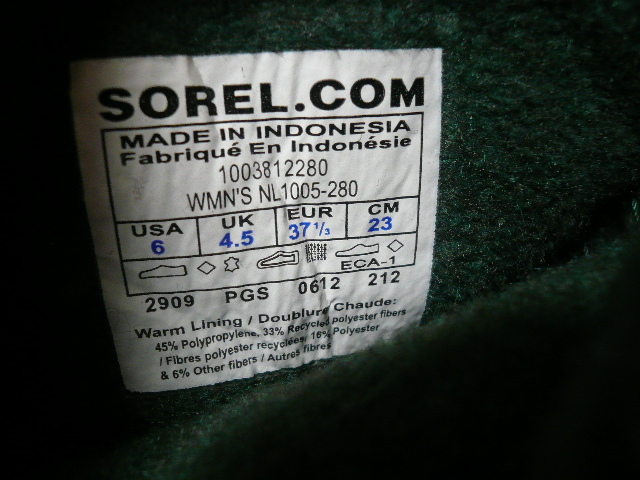 SOREL.COM
MADE IN INDONESIA
Fabriqué En Indonésie
1003812280
WMN'S NL1005-280
USA UK EUR CM
6 4.5 37 1/3 23
ECA-1
2909 PGS 0612 212
Warm Lining / Doublure Chaude:
45% Polypropylene, 33% Recycled polyester fibers
/ Fibres polyester recyclées, 16% Polyester
& 6% Other fibers / Autres fibres